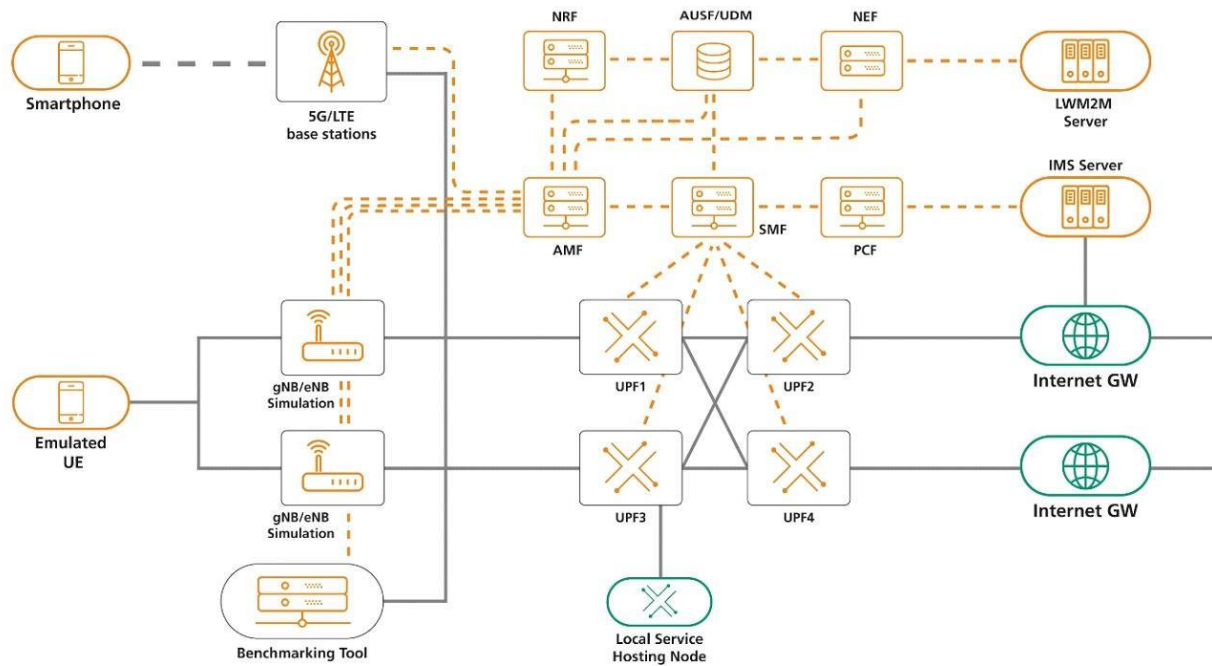 NRF
AUSF/UDM
NEF
Smartphone
5G/LTE
base stations
LWM2M
Server
IMS Server
AMF
SMF
PCF
gNB/eNB
Simulation
UPF1
UPF2
Internet GW
Emulated
UE
gNB/eNB
Simulation
UPF3
UPF4
Internet GW
Benchmarking Tool
Local Service
Hosting Node